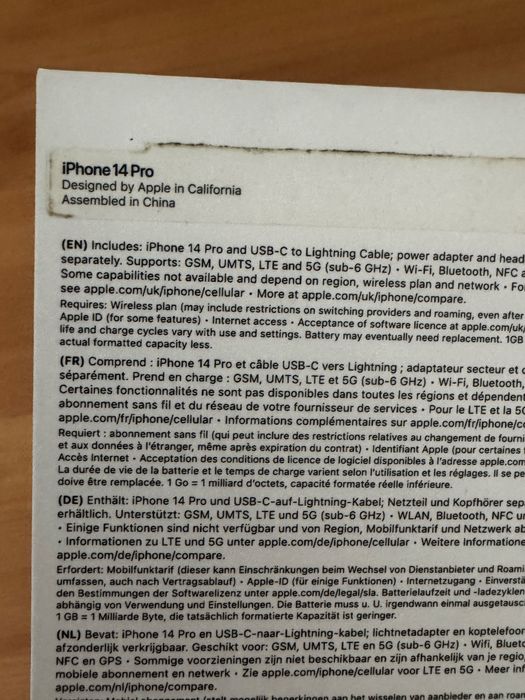 iPhone 14 Pro
Designed by Apple in California
Assembled in China
(EN) Includes: iPhone 14 Pro and USB-C to Lightning Cable; power adapter and head
separately. Supports: GSM, UMTS, LTE and 5G (sub-6 GHz) • Wi-Fi, Bluetooth, NFC
Some capabilities not available and depend on region, wireless plan and network • Fo
see apple.com/uk/iphone/cellular • More at apple.com/uk/iphone/compare.
Requires: Wireless plan (may include restrictions on switching providers and roaming, even after
Apple ID (for some features) • Internet access • Acceptance of software licence at apple.com/uk/
life and charge cycles vary with use and settings. Battery may eventually need replacement. 1GB
actual formatted capacity less.
(FR) Comprend : iPhone 14 Pro et câble USB-C vers Lightning ; adaptateur secteur et
séparément. Prend en charge : GSM, UMTS, LTE et 5G (sub-6 GHz) • Wi-Fi, Bluetooth,
Certaines fonctionnalités ne sont pas disponibles dans toutes les régions et dépendent
abonnement sans fil et du réseau de votre fournisseur de services • Pour le LTE et la 5G
apple.com/fr/iphone/cellular • Informations complémentaires sur apple.com/fr/iphone/co
Requiert : abonnement sans fil (qui peut inclure des restrictions relatives au changement de fourni
et aux données à l'étranger, même après expiration du contrat) • Identifiant Apple (pour certaines
Accès Internet • Acceptation des conditions de licence de logiciel disponibles à l'adresse apple.com
La durée de vie de la batterie et le temps de charge varient selon l'utilisation et les réglages. Il se pe
doive être remplacée. 1 Go = 1 milliard d'octets, capacité formatée réelle inférieure.
(DE) Enthält: iPhone 14 Pro und USB-C-auf-Lightning-Kabel; Netzteil und Kopfhörer sepa
erhältlich. Unterstützt: GSM, UMTS, LTE und 5G (sub-6 GHz) • WLAN, Bluetooth, NFC un
• Einige Funktionen sind nicht verfügbar und von Region, Mobilfunktarif und Netzwerk ab
• Informationen zu LTE und 5G unter apple.com/de/iphone/cellular • Weitere Informatione
apple.com/de/iphone/compare.
Erfordert: Mobilfunktarif (dieser kann Einschränkungen beim Wechsel von Dienstanbieter und Roami
umfassen, auch nach Vertragsablauf) • Apple-ID (für einige Funktionen) • Internetzugang • Einverstä
den Bestimmungen der Softwarelizenz unter apple.com/de/legal/sla. Batterielaufzeit und -ladezyklen
abhängig von Verwendung und Einstellungen. Die Batterie muss u. U. irgendwann ausgetausc
1 GB = 1 Milliarde Byte, die tatsächlich formatierte Kapazität ist geringer.
(NL) Bevat: iPhone 14 Pro en USB-C-naar-Lightning-kabel; lichtnetadapter en koptelefoon
afzonderlijk verkrijgbaar. Geschikt voor: GSM, UMTS, LTE en 5G (sub-6 GHz) • Wifi, Blueto
NFC en GPS • Sommige voorzieningen zijn niet beschikbaar en zijn afhankelijk van je regio,
mobiele abonnement en netwerk • Zie apple.com/nl/iphone/cellular voor LTE en 5G • Meer inf
apple.com/nl/iphone/compare.